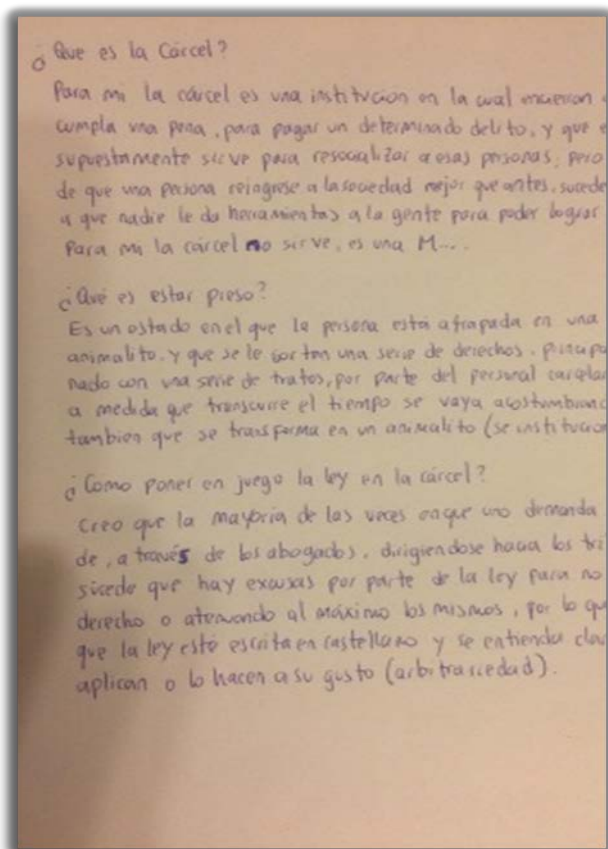 ¿Que es la Cárcel?
Para mi la cárcel es una institucion en la cual encierran
cumpla una pena, para pagar un determinado delito, y que
supuestamente sirve para resocializar a esas personas, pero
de que una persona reingrese a la sociedad mejor que antes, sucede
a que nadie le da herramientas a la gente para poder lograr
Para mi la cárcel no sirve, es una M....
¿Qué es estar preso?
Es un estado en el que la persona está atrapada en una
animalito, y que se le cortan una serie de derechos.
nado con una serie de tratos, por parte del personal
a medida que transcurre el tiempo se vaya
tambien que se transforma en un animalito (se
¿Como poner en juego la ley en la cárcel?
Creo que la mayoria de las veces en que uno demanda
de, a través de los abogados, dirigiendose hacia los
sucede que hay excusas por parte de la ley para no
derecho o al máximo los mismos, por lo
que la ley esté escrita en castellano y se entienda
aplican o lo hacen a su gusto (arbitrariedad).